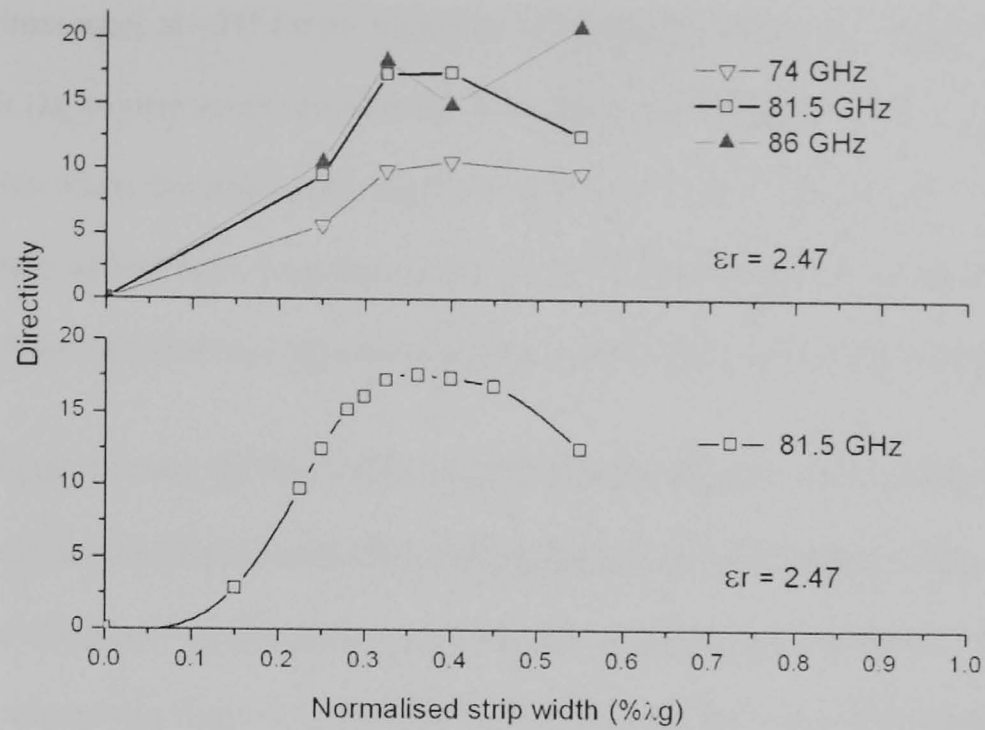 20
15
10
5
0
74 GHz
81.5 GHz
86 GHz
εr = 2.47
Directivity
20
15
10
5
0
81.5 GHz
εr = 2.47
0.0 0.1 0.2 0.3 0.4 0.5 0.6 0.7 0.8 0.9 1.0
Normalised strip width (%λg)